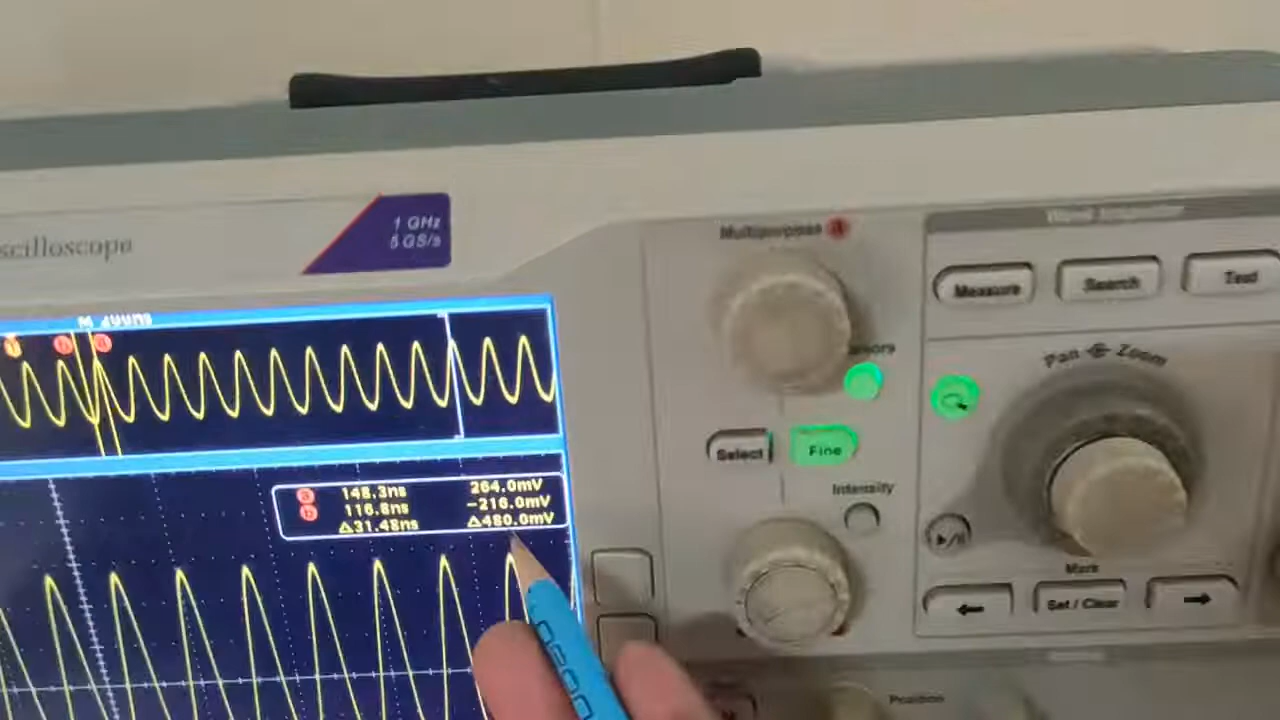 scilloscope
1 GHz
5 GS/s
Multipurpose a
Measure
Search
Test
Pan
Zoom
Select
Fine
Intensity
a 148.3ns 264.0mV
b 116.8ns -216.0mV
Δ31.48ns Δ480.0mV
Mark
Set / Clear
Position